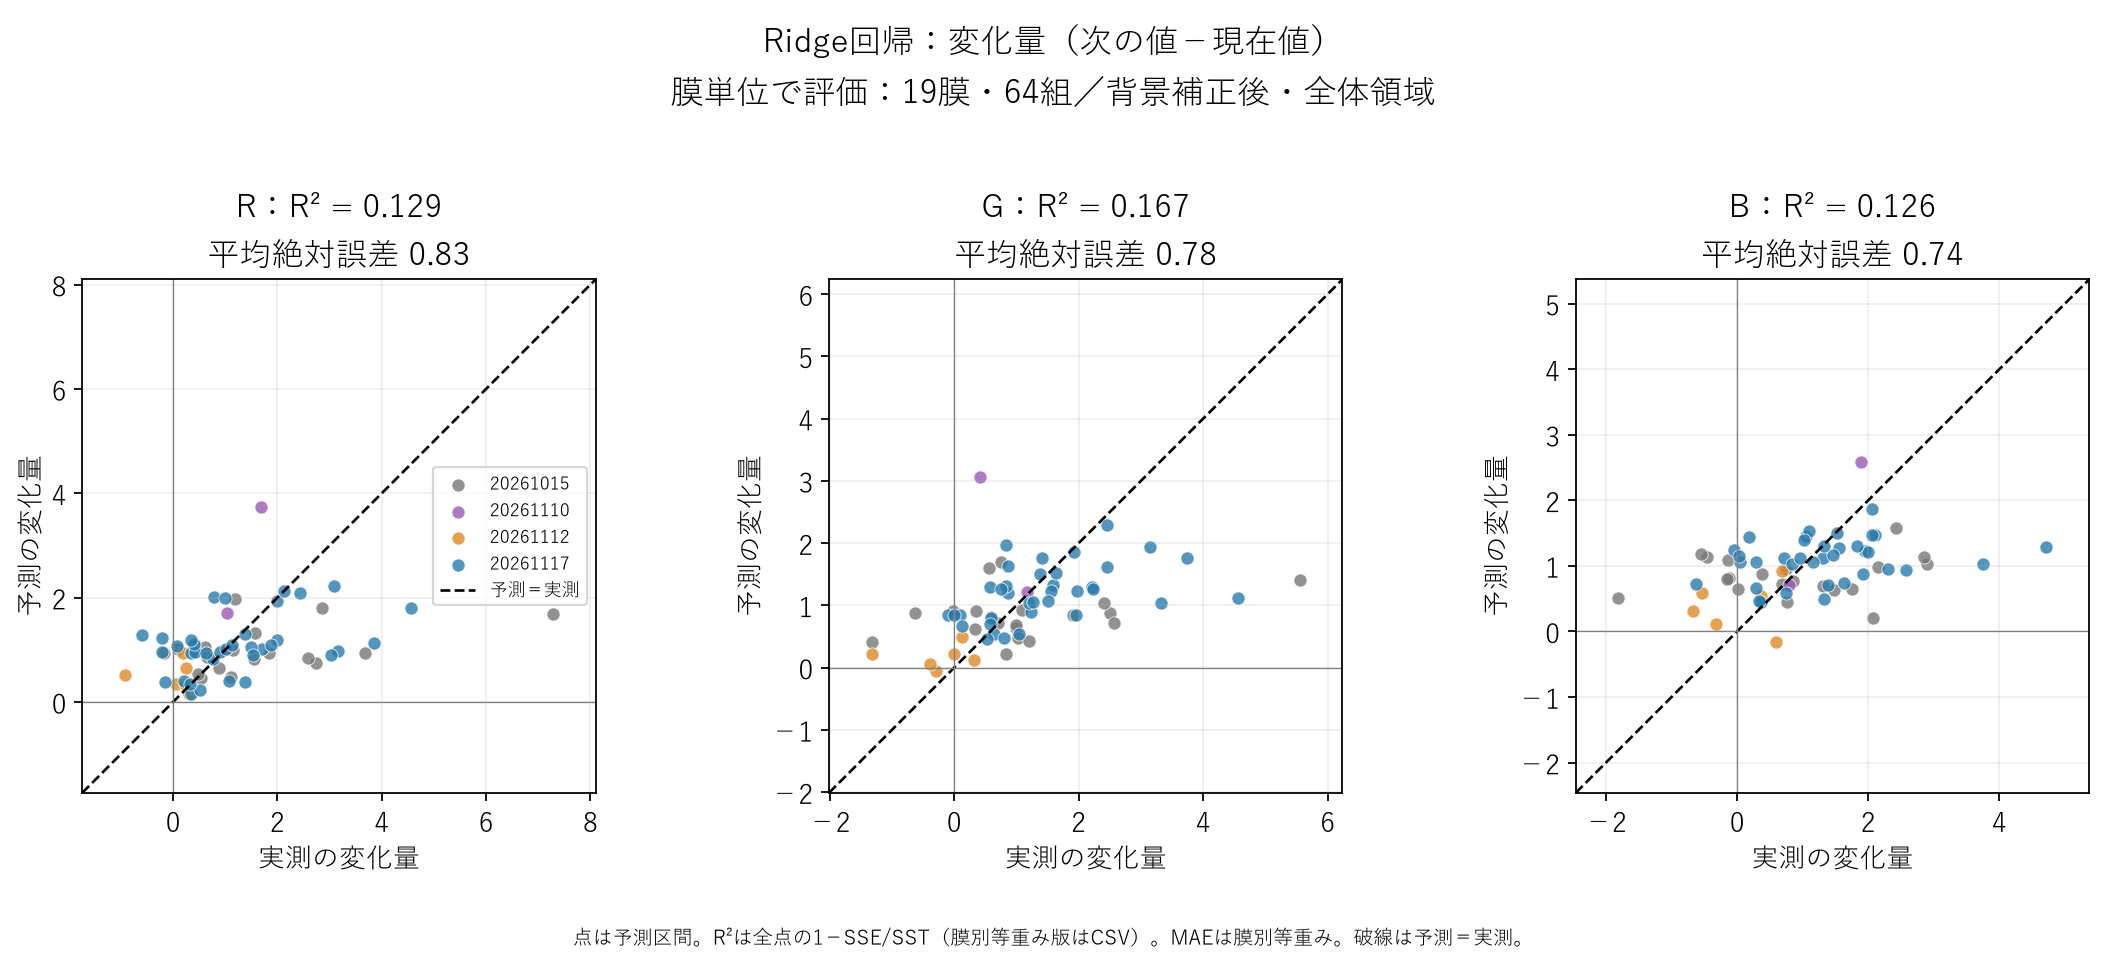 Ridge回帰：変化量（次の値－現在値）
膜単位で評価：19膜・64組／背景補正後・全体領域
R：R² = 0.129
平均絶対誤差 0.83
予測の変化量
8
6
4
2
0
0
2
4
6
8
実測の変化量
20261015
20261110
20261112
20261117
予測＝実測
G：R² = 0.167
平均絶対誤差 0.78
予測の変化量
6
5
4
3
2
1
0
−1
−2
−2
0
2
4
6
実測の変化量
B：R² = 0.126
平均絶対誤差 0.74
予測の変化量
5
4
3
2
1
0
−1
−2
−2
0
2
4
実測の変化量
点は予測区間。R²は全点の1－SSE/SST（膜別等重み版はCSV）。MAEは膜別等重み。破線は予測＝実測。